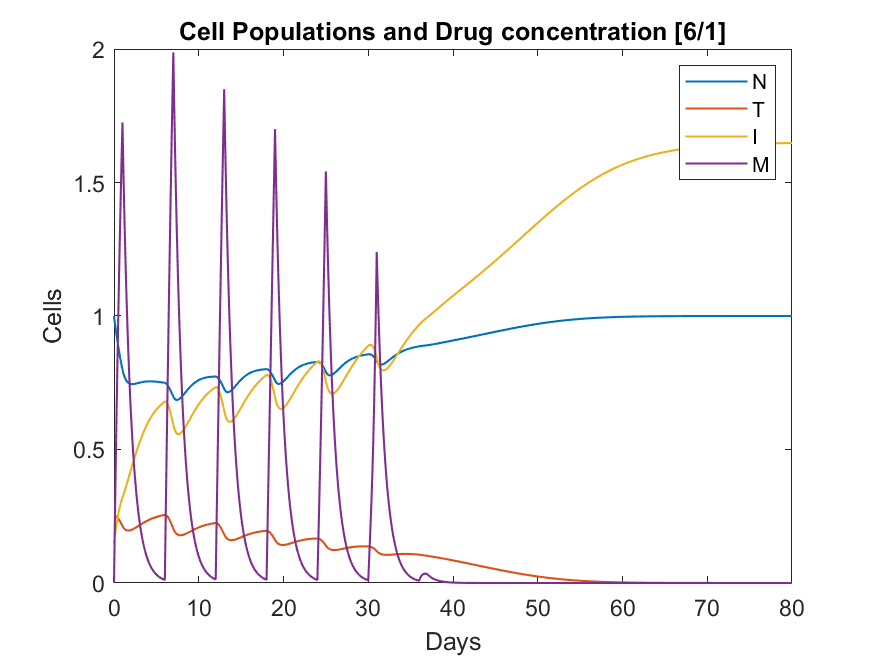 Cell Populations and Drug concentration [6/1]
2
1.5
1
0.5
0
Cells
N
T
I
M
0 10 20 30 40 50 60 70 80
Days